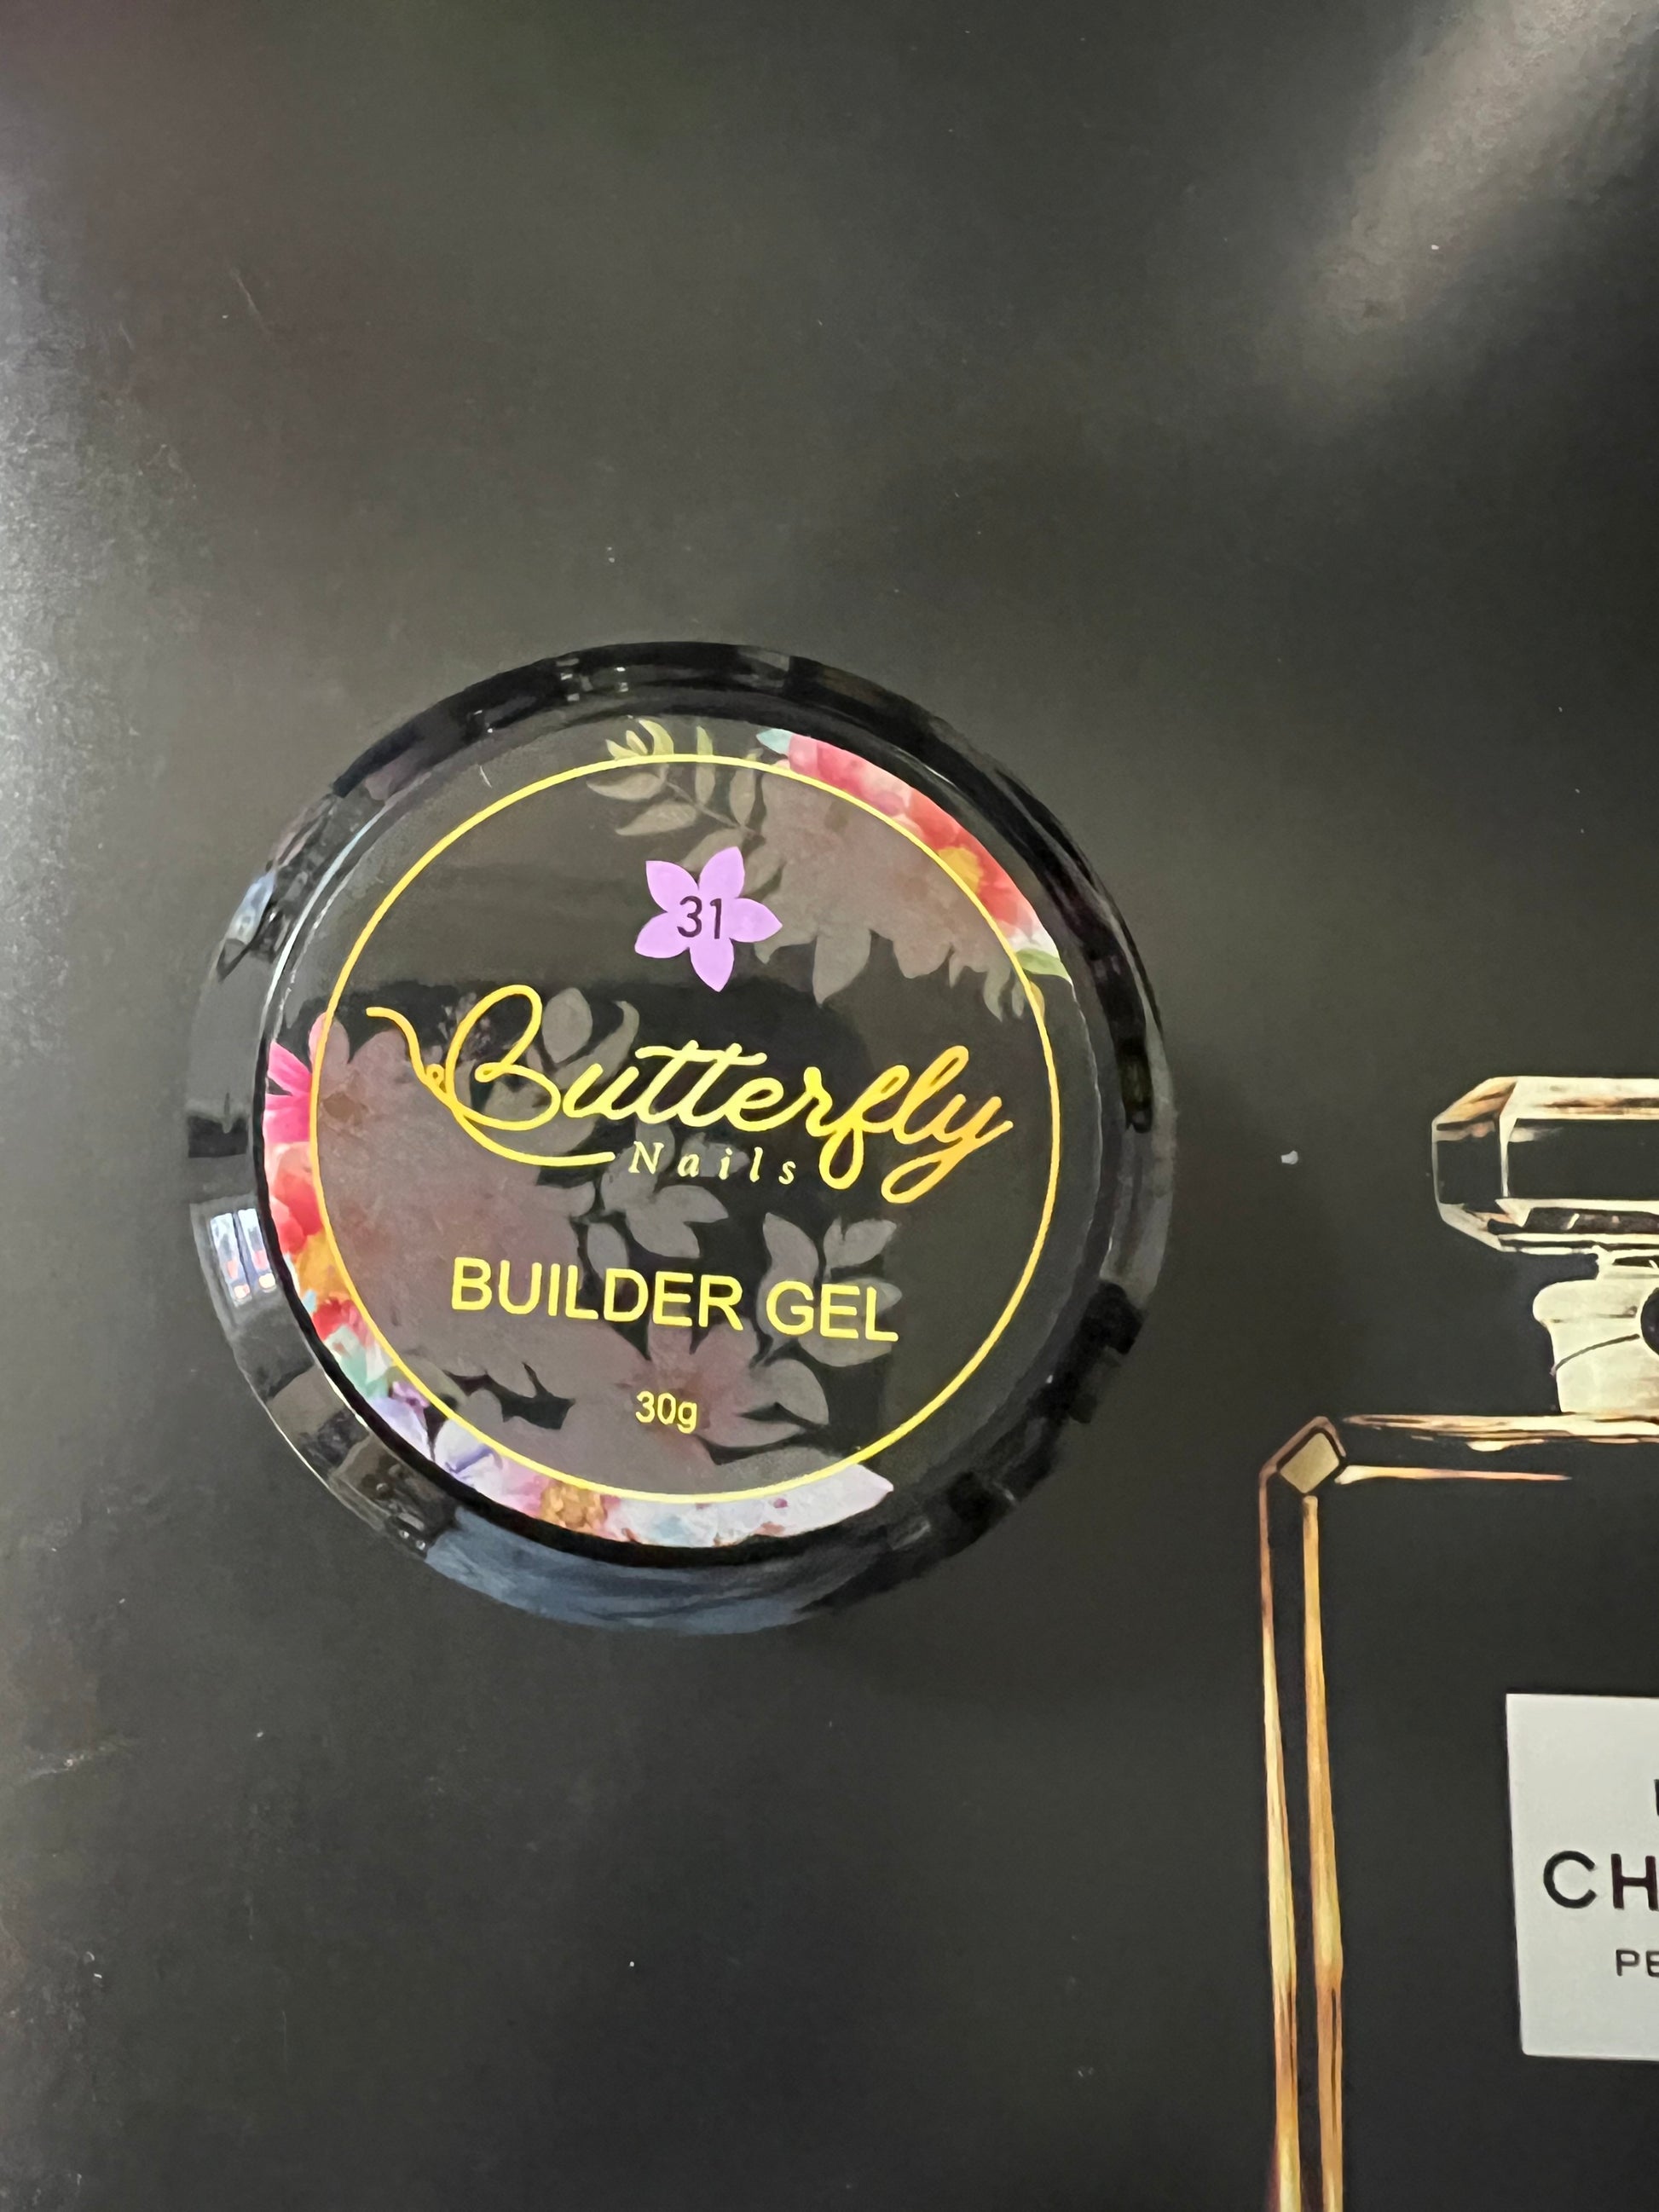 31
Butterfly
Nails
BUILDER GEL
30g
CH
PE